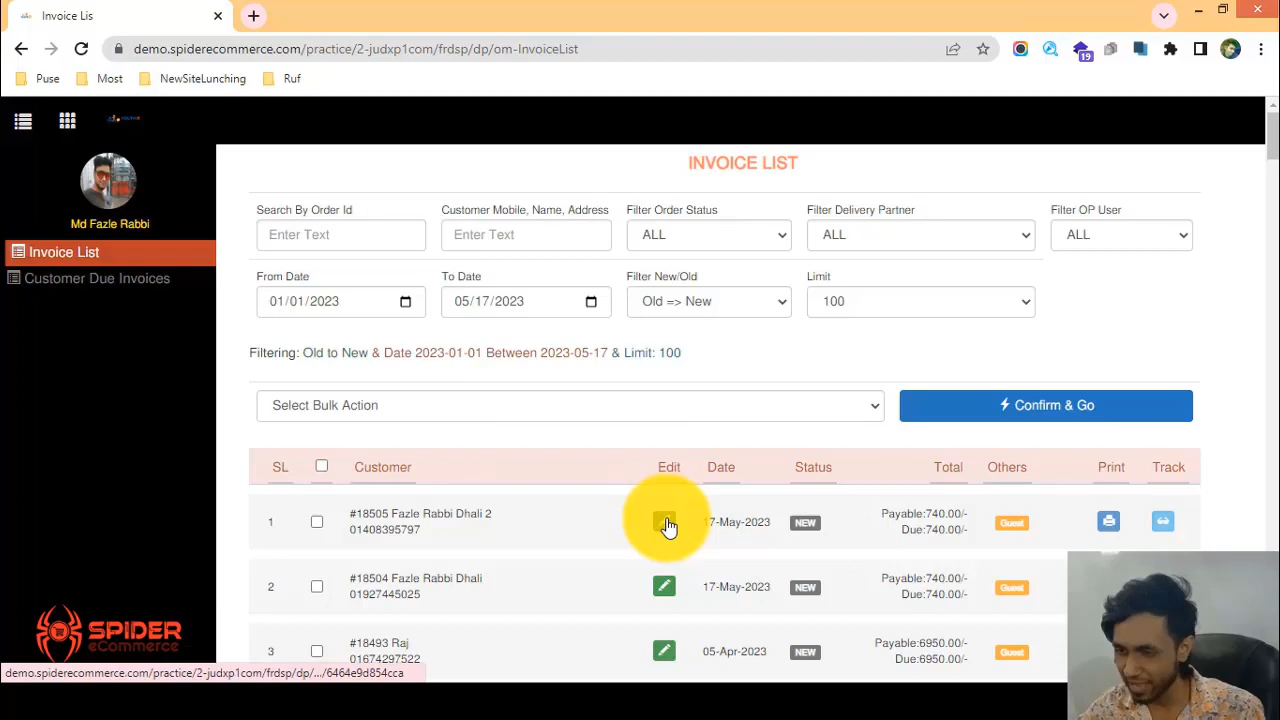 Invoice Lis
demo.spiderecommerce.com/practice/2-judxp1com/frdsp/dp/om-InvoiceList
19
Puse Most NewSiteLunching Ruf
Md Fazle Rabbi
Invoice List
Customer Due Invoices
INVOICE LIST
Search By Order Id Customer Mobile, Name, Address Filter Order Status Filter Delivery Partner Filter OP User
Enter Text Enter Text ALL ALL ALL
From Date To Date Filter New/Old Limit
01/01/2023 05/17/2023 Old => New 100
Filtering: Old to New & Date 2023-01-01 Between 2023-05-17 & Limit: 100
Select Bulk Action Confirm & Go
SL Customer Edit Date Status Total Others Print Track
1 #18505 Fazle Rabbi Dhali 2 17-May-2023 NEW Payable:740.00/- Guest
01408395797 Due:740.00/-
2 #18504 Fazle Rabbi Dhali 17-May-2023 NEW Payable:740.00/- Guest
01927445025 Due:740.00/-
3 #18493 Raj 05-Apr-2023 NEW Payable:6950.00/- Guest
01674297522 Due:6950.00/-
SPIDER
eCommerce
demo.spiderecommerce.com/practice/2-judxp1com/frdsp/dp/.../6464e9d854cca